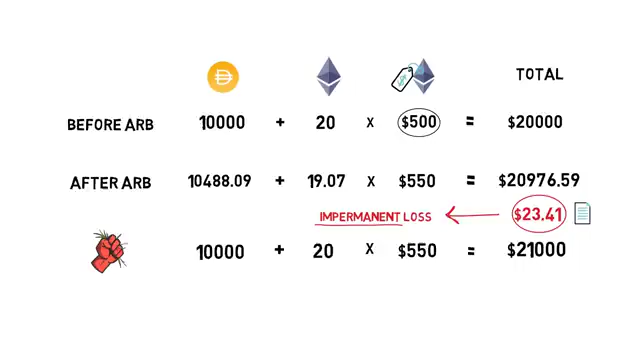 TOTAL
BEFORE ARB 10000 + 20 x $500 = $20000
AFTER ARB 10488.09 + 19.07 x $550 = $20976.59
IMPERMANENT LOSS $23.41
10000 + 20 x $550 = $21000